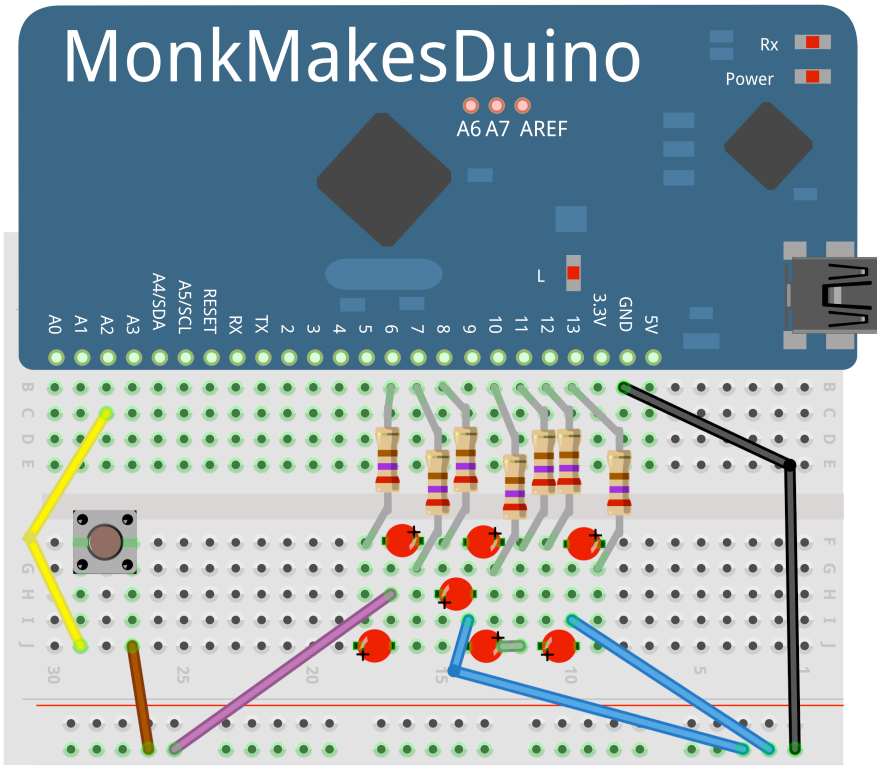 MonkMakesDuino
Rx
Power
A6 A7 AREF
L
A0 A1 A2 A3 A4/SDA A5/SCL RESET RX TX 2 3 4 5 6 7 8 9 10 11 12 13 3.3V GND 5V
B B
C C
D D
E E
F F
G G
H H
I I
J J
30 25 20 15 10 5 1